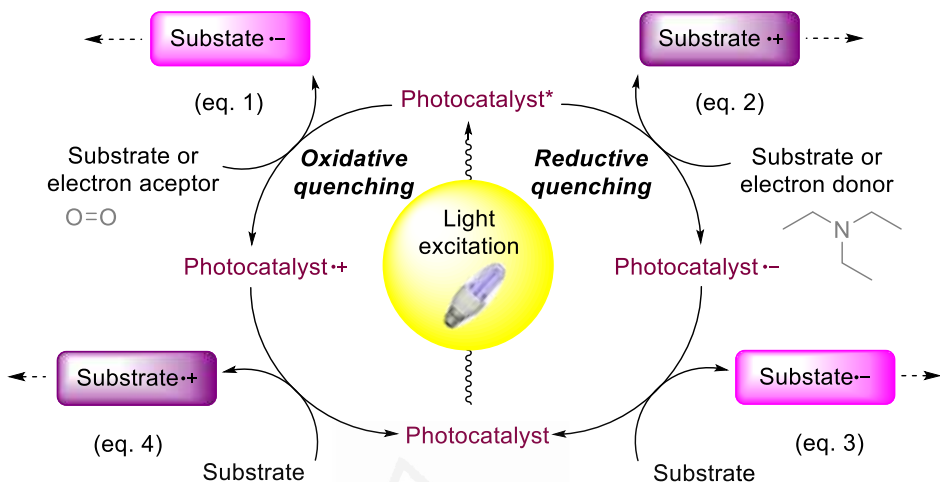 Substate •–
Substrate •+
(eq. 1)
Photocatalyst*
(eq. 2)
Substrate or
electron aceptor
O=O
Oxidative
quenching
Reductive
quenching
Substrate or
electron donor
N
Light
excitation
Photocatalyst•+
Photocatalyst•–
Substrate•+
Substate•–
(eq. 4)
Photocatalyst
(eq. 3)
Substrate
Substrate